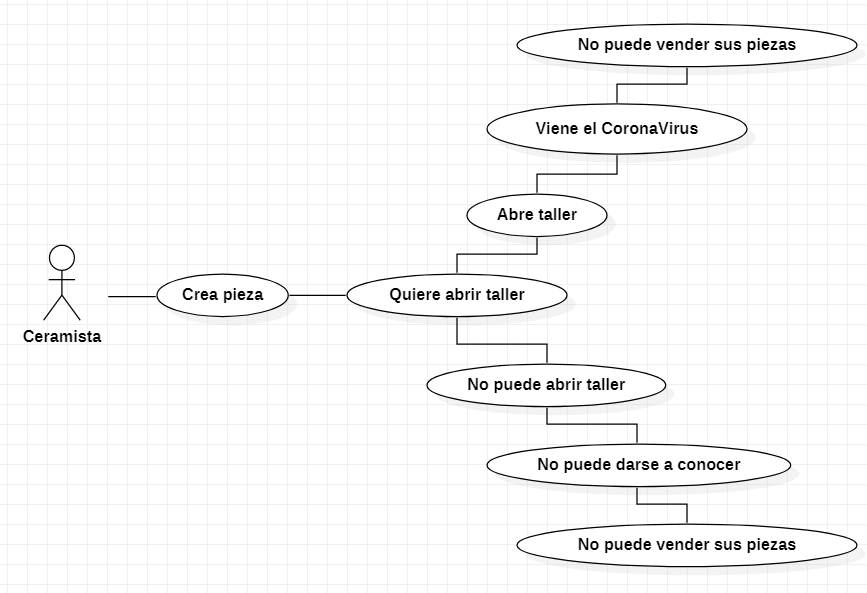 No puede vender sus piezas
Viene el CoronaVirus
Abre taller
Ceramista
Crea pieza
Quiere abrir taller
No puede abrir taller
No puede darse a conocer
No puede vender sus piezas